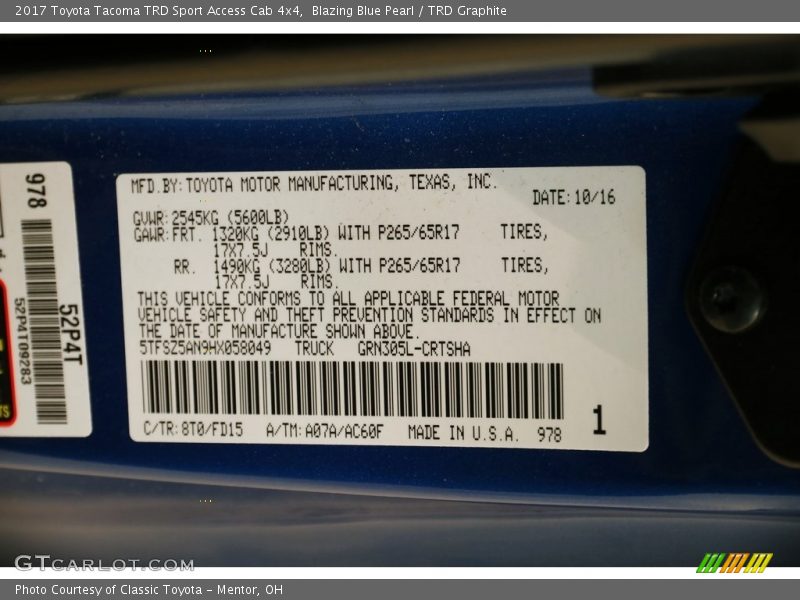 2017 Toyota Tacoma TRD Sport Access Cab 4x4, Blazing Blue Pearl / TRD Graphite
978
52P4T
52P4T09283
MFD.BY:TOYOTA MOTOR MANUFACTURING, TEXAS, INC.
DATE:10/16
GVWR:2545KG (5600LB)
GAWR:FRT. 1320KG (2910LB) WITH P265/65R17 TIRES,
17X7.5J RIMS.
RR. 1490KG (3280LB) WITH P265/65R17 TIRES,
17X7.5J RIMS.
THIS VEHICLE CONFORMS TO ALL APPLICABLE FEDERAL MOTOR
VEHICLE SAFETY AND THEFT PREVENTION STANDARDS IN EFFECT ON
THE DATE OF MANUFACTURE SHOWN ABOVE.
5TFSZ5AN9HX058049 TRUCK GRN305L-CRTSHA
C/TR:8T0/FD15 A/TM:A07A/AC60F MADE IN U.S.A. 978
1
GTCARLOT.COM
Photo Courtesy of Classic Toyota - Mentor, OH